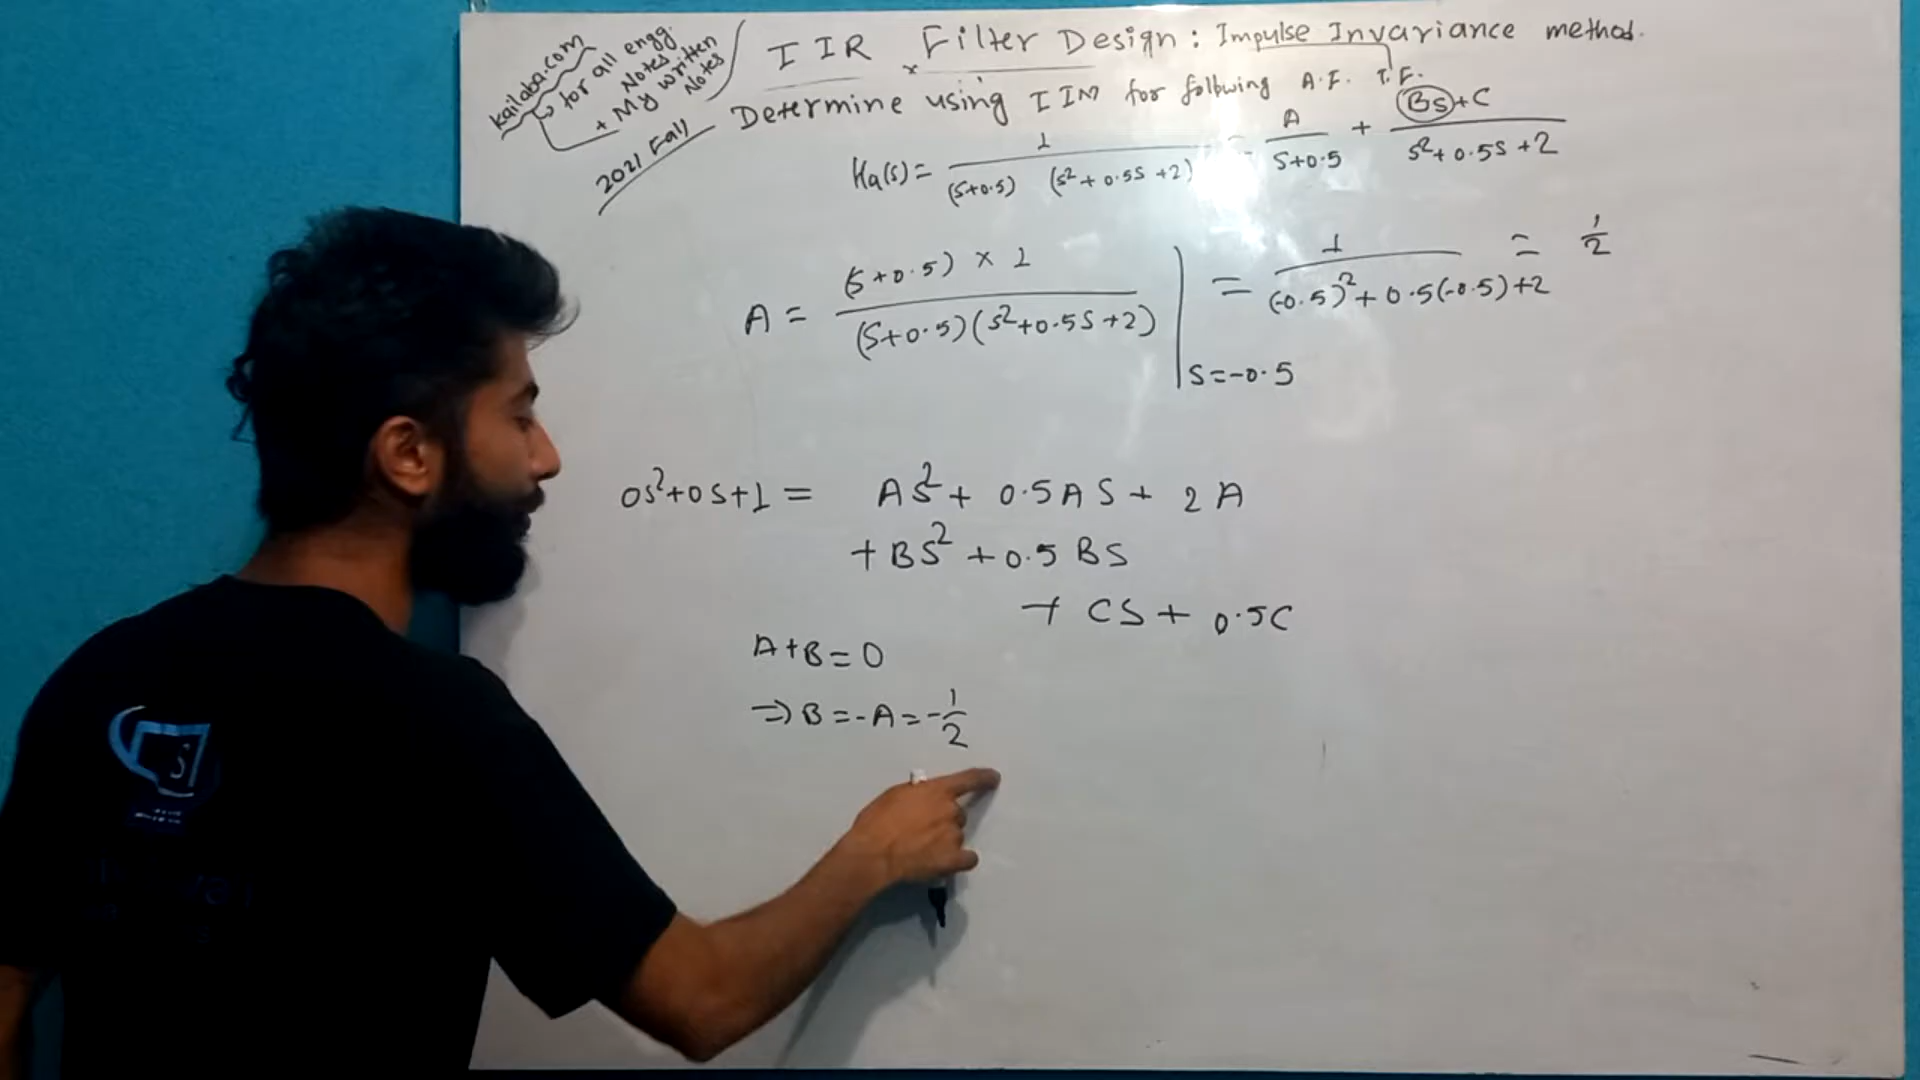 kailaba.com
for all engg
Notes
+ My written
Notes
2021 Fall
IIR Filter Design : Impulse Invariance method.
Determine using IIM for following A.F. T.F.
Ha(s) = 1 / (s+0.5) (s²+0.5s+2) = A / s+0.5 + Bs+C / s²+0.5s+2
A = (s+0.5) × 1 / (s+0.5)(s²+0.5s+2) | s=-0.5 = 1 / (-0.5)²+0.5(-0.5)+2 = 1/2
0s²+0s+1 = As²+ 0.5As+ 2A
+Bs²+0.5Bs
+ Cs+ 0.5C
A+B=0
⇒B=-A=-1/2